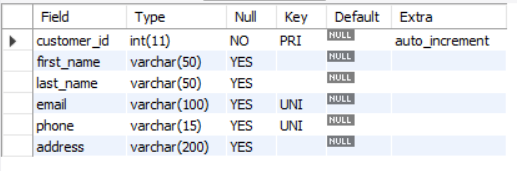 Field Type Null Key Default Extra
customer_id int(11) NO PRI NULL auto_increment
first_name varchar(50) YES NULL
last_name varchar(50) YES NULL
email varchar(100) YES UNI NULL
phone varchar(15) YES UNI NULL
address varchar(200) YES NULL